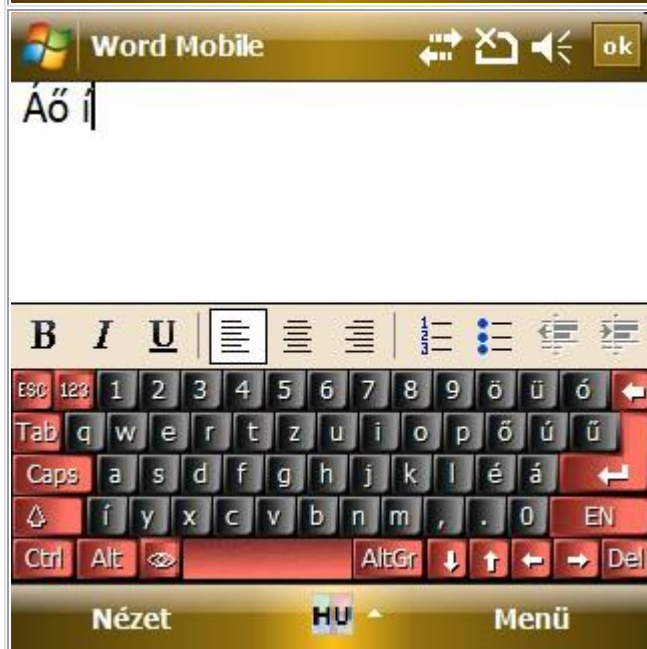 Word Mobile ok
Áő í
B I U
ESC 123 1 2 3 4 5 6 7 8 9 ö ü ó
Tab q w e r t z u i o p ő ú ű
Caps a s d f g h j k l é á
í y x c v b n m , . 0 EN
Ctrl Alt AltGr Del
Nézet HU Menü